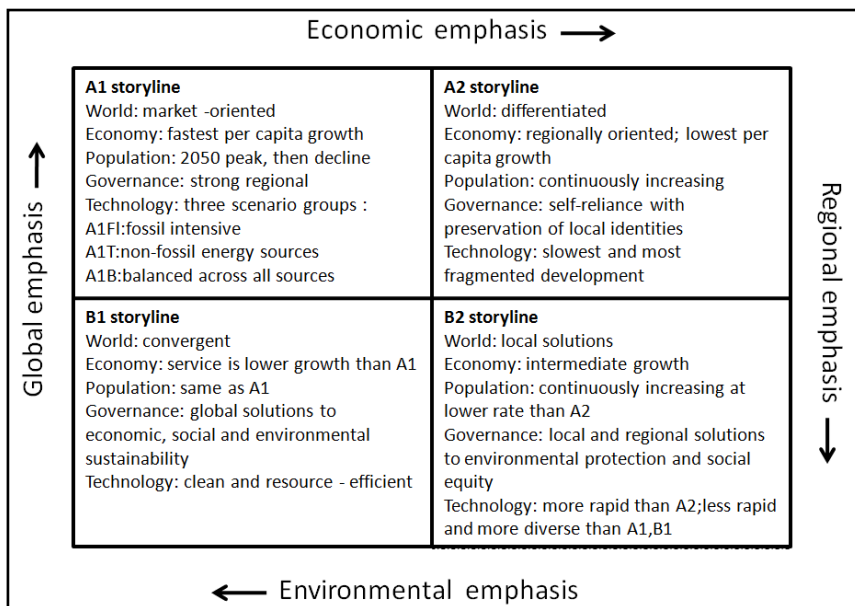 Economic emphasis
A1 storyline
World: market -oriented
Economy: fastest per capita growth
Population: 2050 peak, then decline
Governance: strong regional
Technology: three scenario groups :
A1Fl:fossil intensive
A1T:non-fossil energy sources
A1B:balanced across all sources
A2 storyline
World: differentiated
Economy: regionally oriented; lowest per
capita growth
Population: continuously increasing
Governance: self-reliance with
preservation of local identities
Technology: slowest and most
fragmented development
Global emphasis
Regional emphasis
B1 storyline
World: convergent
Economy: service is lower growth than A1
Population: same as A1
Governance: global solutions to
economic, social and environmental
sustainability
Technology: clean and resource - efficient
B2 storyline
World: local solutions
Economy: intermediate growth
Population: continuously increasing at
lower rate than A2
Governance: local and regional solutions
to environmental protection and social
equity
Technology: more rapid than A2;less rapid
and more diverse than A1,B1
Environmental emphasis